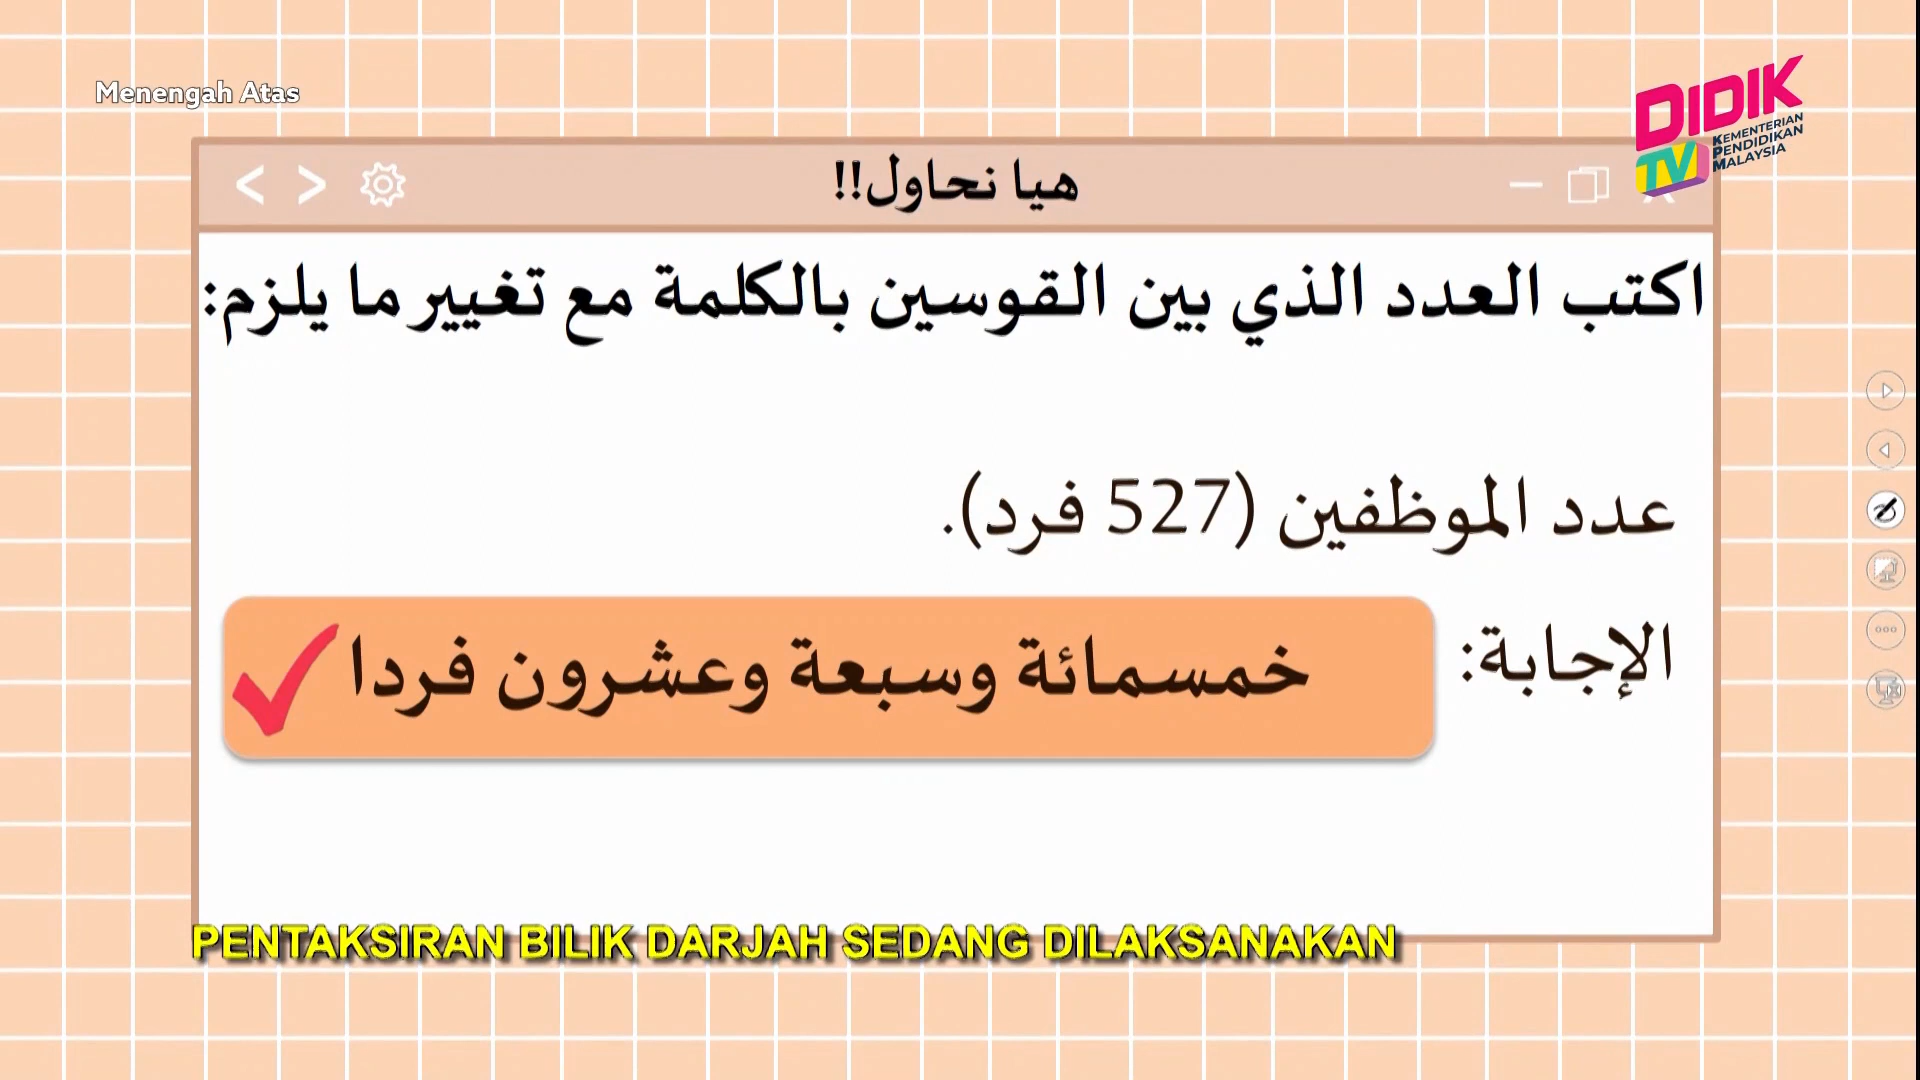 Menengah Atas
DIDIK
TV
KEMENTERIAN
PENDIDIKAN
MALAYSIA
هيا نحاول!!
اكتب العدد الذي بين القوسين بالكلمة مع تغيير ما يلزم:
عدد الموظفين (527 فرد).
الإجابة:
خمسمائة وسبعة وعشرون فردا
PENTAKSIRAN BILIK DARJAH SEDANG DILAKSANAKAN